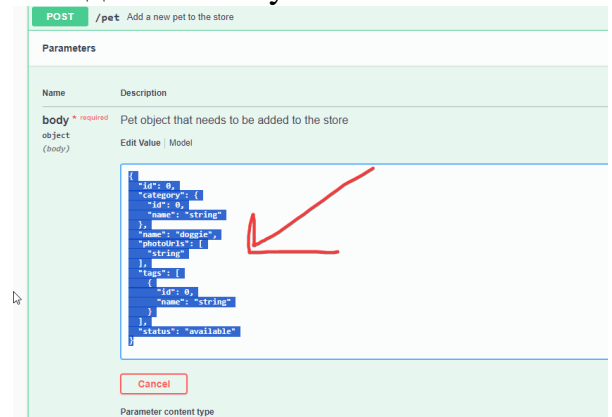 POST /pet Add a new pet to the store
Parameters
Name Description
body * required Pet object that needs to be added to the store
object
(body)
Edit Value | Model
{
  "id": 0,
  "category": {
    "id": 0,
    "name": "string"
  },
  "name": "doggie",
  "photoUrls": [
    "string"
  ],
  "tags": [
    {
      "id": 0,
      "name": "string"
    }
  ],
  "status": "available"
}
Cancel
Parameter content type